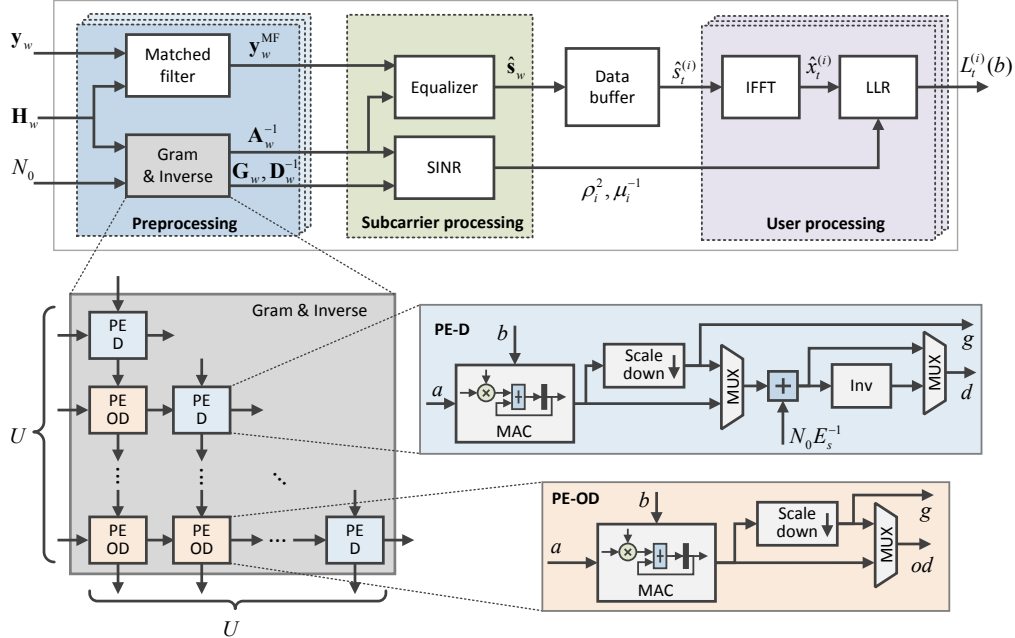 y_w
H_w
N_0
Matched
filter
y_w^MF
Gram
& Inverse
A_w^-1
G_w, D_w^-1
Preprocessing
Equalizer
SINR
Subcarrier processing
ŝ_w
Data
buffer
ŝ_t^(i)
IFFT
x̂_t^(i)
LLR
L_t^(i)(b)
ρ_i^2, μ_i^-1
User processing
Gram & Inverse
PE
D
PE
OD
PE
D
PE
OD
PE
OD
PE
D
U
U
PE-D
b
a
MAC
Scale
down
MUX
N_0E_s^-1
Inv
MUX
g
d
PE-OD
b
a
MAC
Scale
down
MUX
g
od